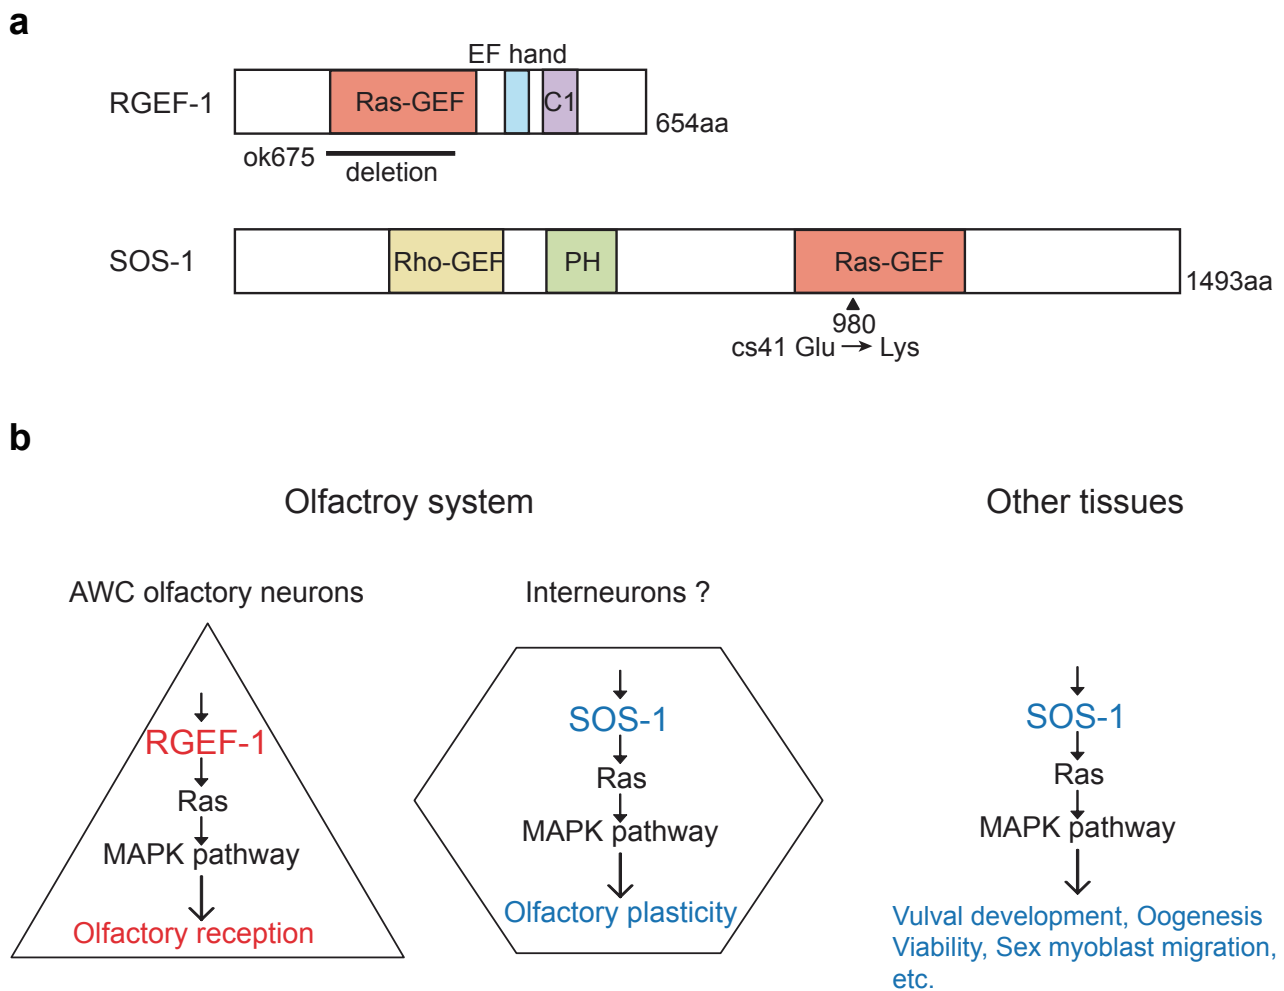 a
EF hand
RGEF-1
Ras-GEF
C1
654aa
ok675
deletion
SOS-1
Rho-GEF
PH
Ras-GEF
1493aa
980
cs41 Glu → Lys
b
Olfactroy system
Other tissues
AWC olfactory neurons
Interneurons ?
RGEF-1
Ras
MAPK pathway
Olfactory reception
SOS-1
Ras
MAPK pathway
Olfactory plasticity
SOS-1
Ras
MAPK pathway
Vulval development, Oogenesis
Viability, Sex myoblast migration,
etc.